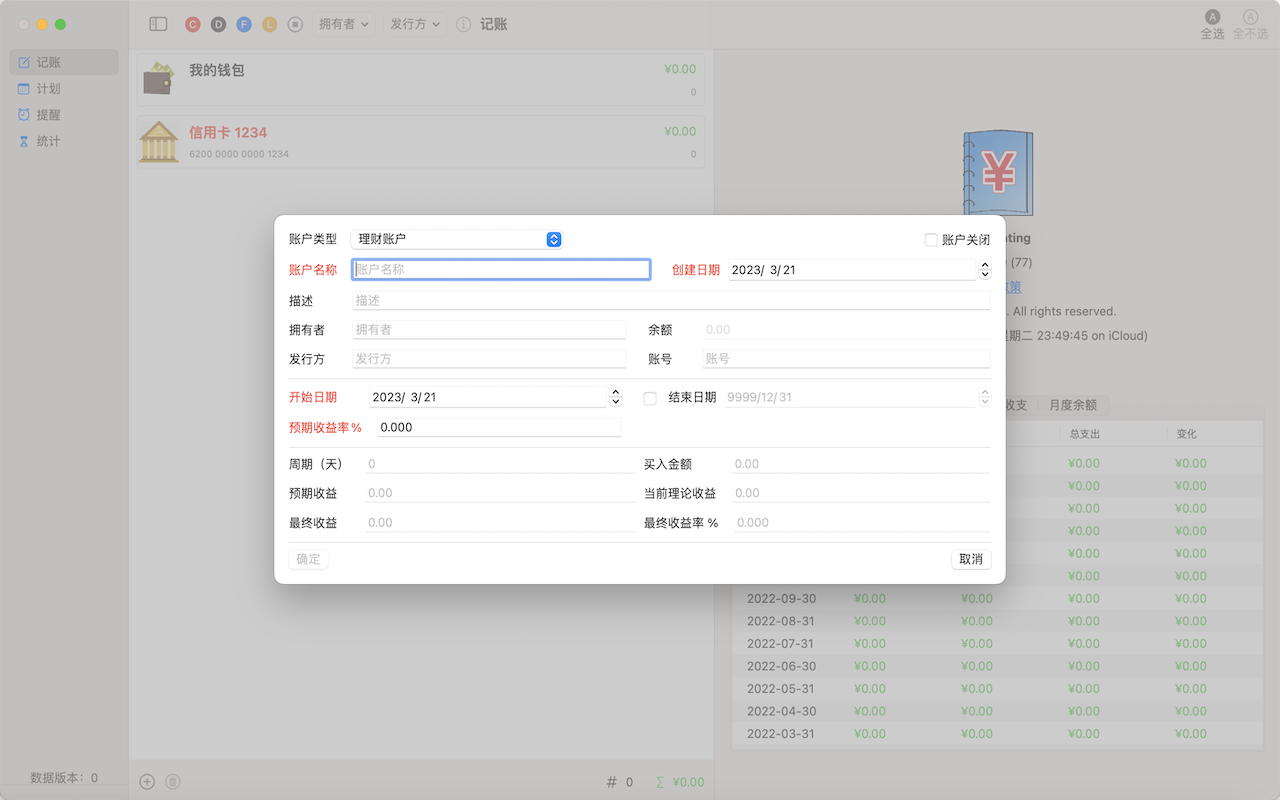 C D F L 拥有者 发行方 记账
A A
全选 全不选
记账
计划
提醒
统计
数据版本：0
我的钱包 ¥0.00
0
信用卡 1234 ¥0.00
6200 0000 0000 1234 0
# 0 Σ ¥0.00
¥
ting
(77)
策
. All rights reserved.
期二 23:49:45 on iCloud)
收支 月度余额
总支出 变化
¥0.00 ¥0.00
¥0.00 ¥0.00
¥0.00 ¥0.00
¥0.00 ¥0.00
¥0.00 ¥0.00
¥0.00 ¥0.00
2022-09-30 ¥0.00 ¥0.00 ¥0.00 ¥0.00
2022-08-31 ¥0.00 ¥0.00 ¥0.00 ¥0.00
2022-07-31 ¥0.00 ¥0.00 ¥0.00 ¥0.00
2022-06-30 ¥0.00 ¥0.00 ¥0.00 ¥0.00
2022-05-31 ¥0.00 ¥0.00 ¥0.00 ¥0.00
2022-04-30 ¥0.00 ¥0.00 ¥0.00 ¥0.00
2022-03-31 ¥0.00 ¥0.00 ¥0.00 ¥0.00
账户类型 理财账户 账户关闭
账户名称 账户名称 创建日期 2023/ 3/21
描述 描述
拥有者 拥有者 余额 0.00
发行方 发行方 账号 账号
开始日期 2023/ 3/21 结束日期 9999/12/31
预期收益率％ 0.000
周期（天） 0 买入金额 0.00
预期收益 0.00 当前理论收益 0.00
最终收益 0.00 最终收益率 % 0.000
确定 取消